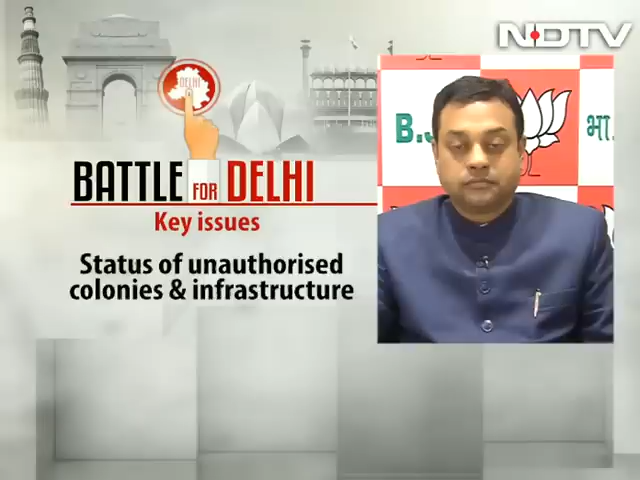 NDTV
DELHI
B.J
भा.
BATTLE FOR DELHI
Key issues
Status of unauthorised
colonies & infrastructure